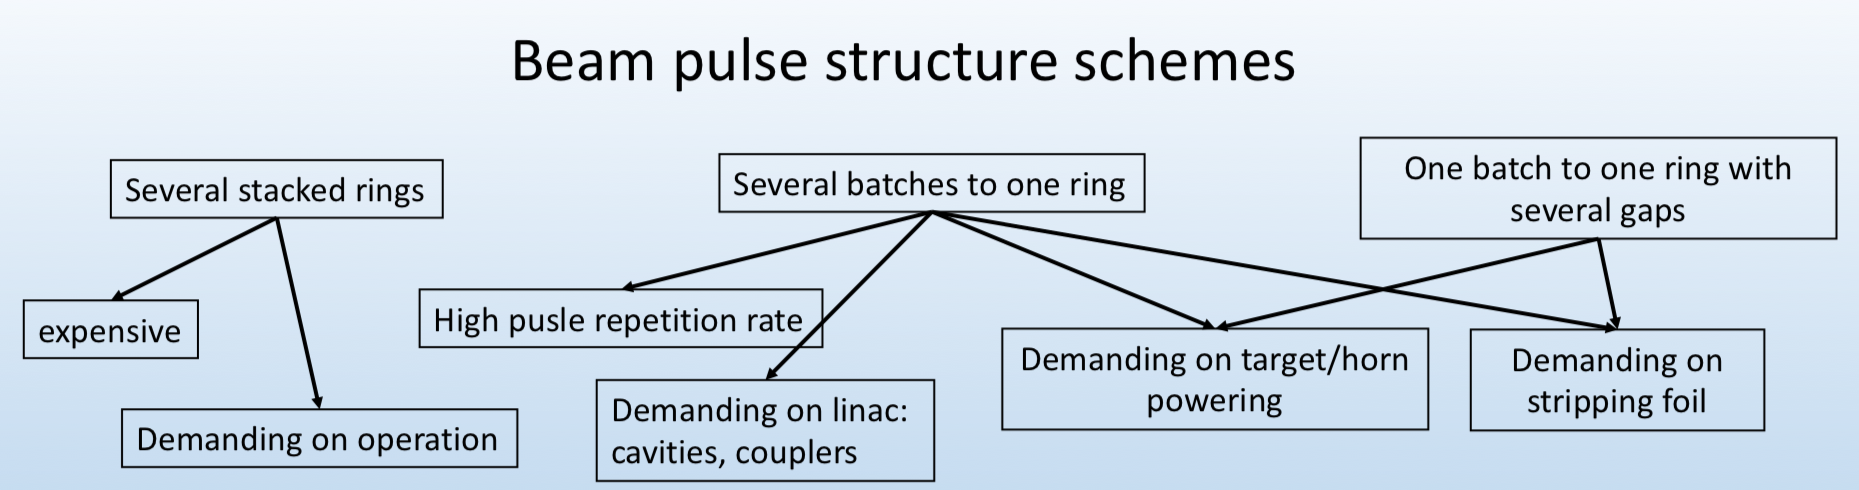 Beam pulse structure schemes
Several stacked rings
Several batches to one ring
One batch to one ring with
several gaps
expensive
High pusle repetition rate
Demanding on target/horn
powering
Demanding on
stripping foil
Demanding on operation
Demanding on linac:
cavities, couplers